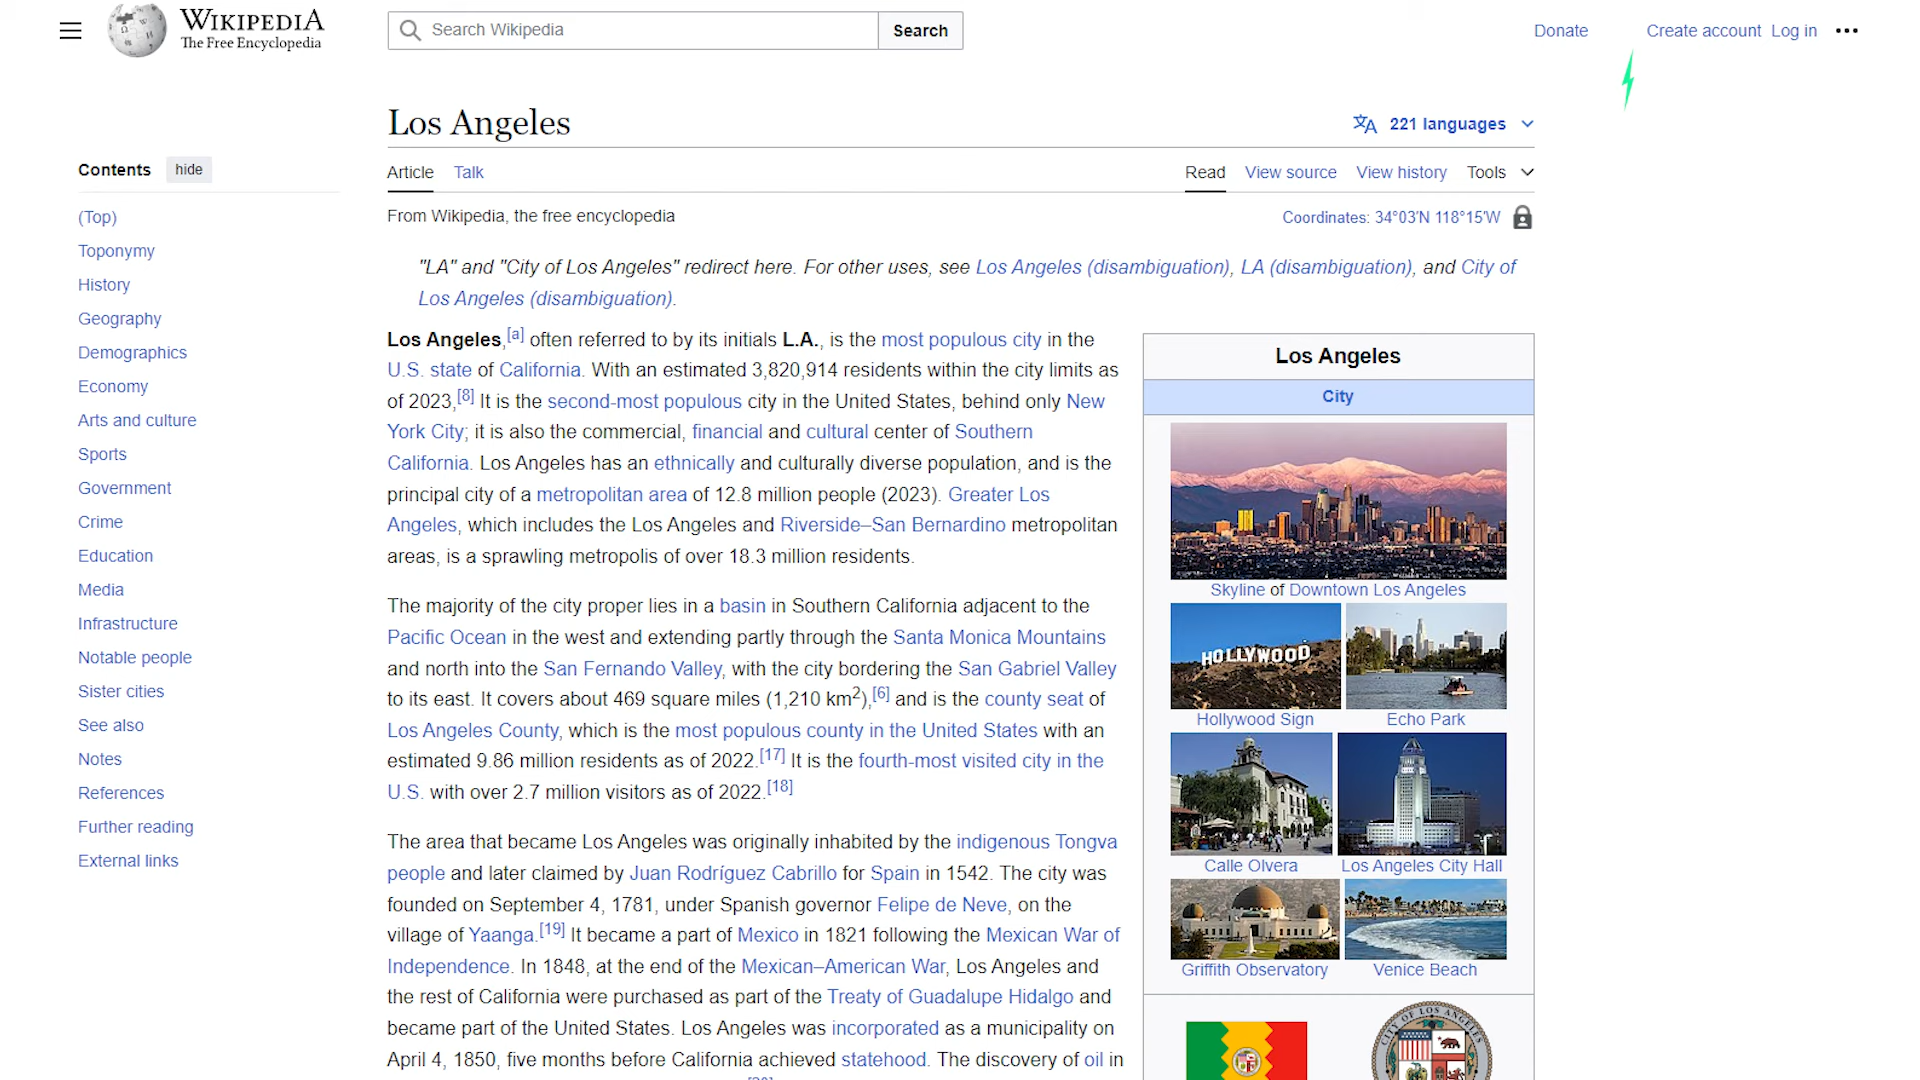 WIKIPEDIA
The Free Encyclopedia
Search Wikipedia
Search
Donate
Create account
Log in
Los Angeles
221 languages
Article
Talk
Read
View source
View history
Tools
From Wikipedia, the free encyclopedia
Coordinates: 34°03′N 118°15′W
Contents
hide
(Top)
Toponymy
History
Geography
Demographics
Economy
Arts and culture
Sports
Government
Crime
Education
Media
Infrastructure
Notable people
Sister cities
See also
Notes
References
Further reading
External links
"LA" and "City of Los Angeles" redirect here. For other uses, see Los Angeles (disambiguation), LA (disambiguation), and City of
Los Angeles (disambiguation).
Los Angeles,[a] often referred to by its initials L.A., is the most populous city in the
U.S. state of California. With an estimated 3,820,914 residents within the city limits as
of 2023,[8] It is the second-most populous city in the United States, behind only New
York City; it is also the commercial, financial and cultural center of Southern
California. Los Angeles has an ethnically and culturally diverse population, and is the
principal city of a metropolitan area of 12.8 million people (2023). Greater Los
Angeles, which includes the Los Angeles and Riverside–San Bernardino metropolitan
areas, is a sprawling metropolis of over 18.3 million residents.
The majority of the city proper lies in a basin in Southern California adjacent to the
Pacific Ocean in the west and extending partly through the Santa Monica Mountains
and north into the San Fernando Valley, with the city bordering the San Gabriel Valley
to its east. It covers about 469 square miles (1,210 km2),[6] and is the county seat of
Los Angeles County, which is the most populous county in the United States with an
estimated 9.86 million residents as of 2022.[17] It is the fourth-most visited city in the
U.S. with over 2.7 million visitors as of 2022.[18]
The area that became Los Angeles was originally inhabited by the indigenous Tongva
people and later claimed by Juan Rodríguez Cabrillo for Spain in 1542. The city was
founded on September 4, 1781, under Spanish governor Felipe de Neve, on the
village of Yaanga.[19] It became a part of Mexico in 1821 following the Mexican War of
Independence. In 1848, at the end of the Mexican–American War, Los Angeles and
the rest of California were purchased as part of the Treaty of Guadalupe Hidalgo and
became part of the United States. Los Angeles was incorporated as a municipality on
April 4, 1850, five months before California achieved statehood. The discovery of oil in
Los Angeles
City
Skyline of Downtown Los Angeles
HOLLYWOOD
Hollywood Sign
Echo Park
Calle Olvera
Los Angeles City Hall
Griffith Observatory
Venice Beach
CITY OF LOS ANGELES